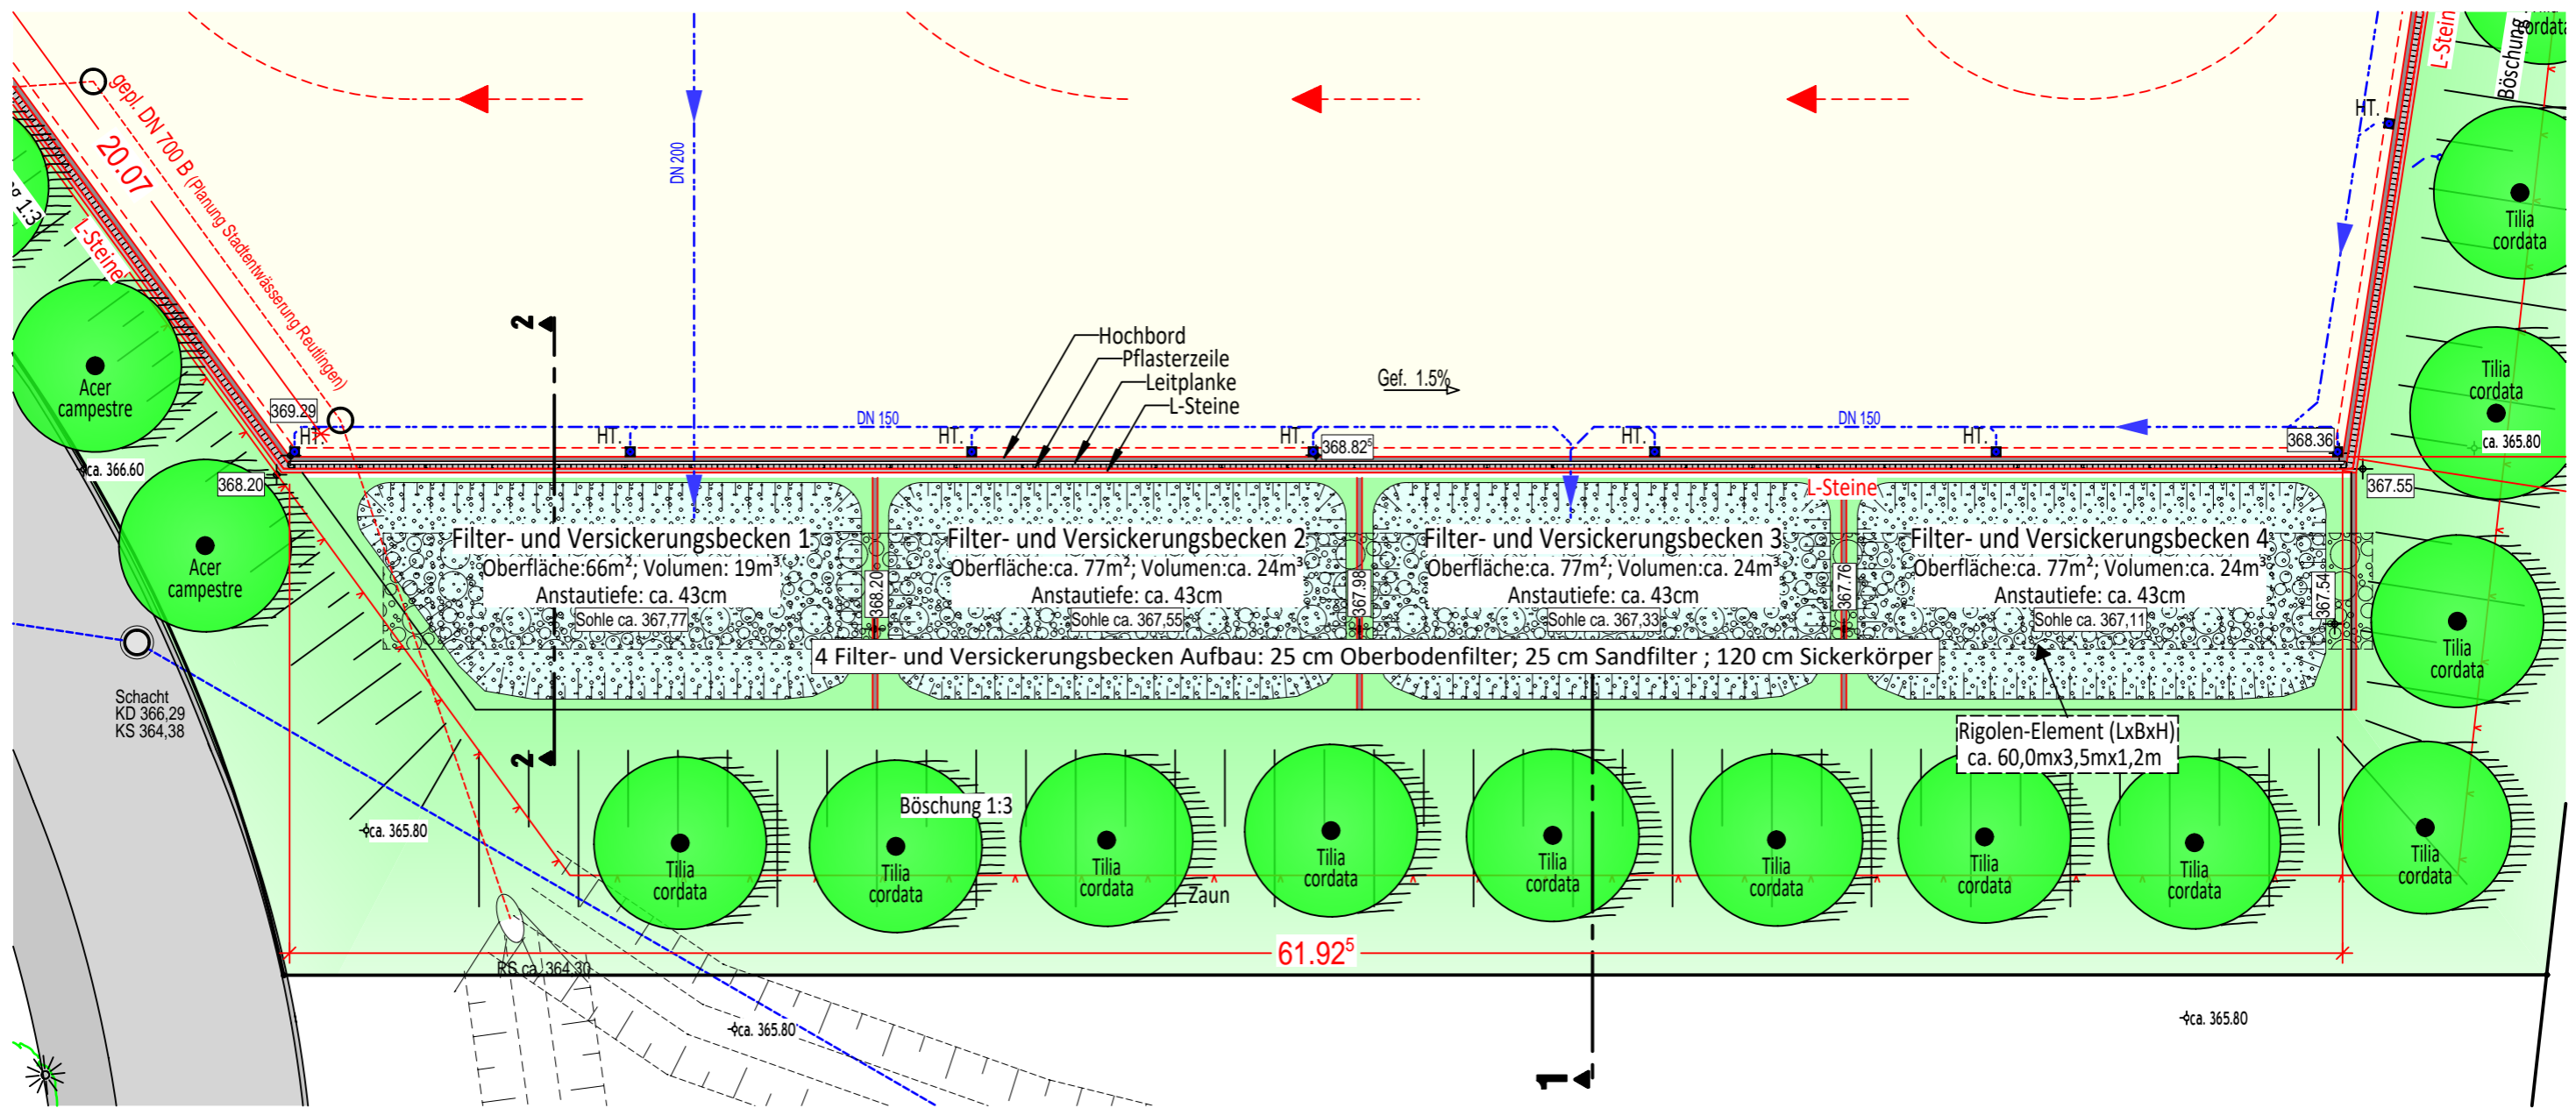 gepl. DN 700 B (Planung Stadtentwässerung Reutlingen)
20.07
L-Steine
1:3
DN 200
2
Hochbord
Pflasterzeile
Leitplanke
L-Steine
Gef. 1.5%
L-Stein
Böschung
cordata
HT.
Tilia
cordata
Tilia
cordata
ca. 365.80
Acer
campestre
369.29
HT.
HT.
DN 150
HT.
HT.
368.82⁵
HT.
DN 150
HT.
368.36
ca. 366.60
368.20
367.55
L-Steine
Acer
campestre
Filter- und Versickerungsbecken 1
Oberfläche:66m²; Volumen: 19m³
Anstautiefe: ca. 43cm
Sohle ca. 367,77
368.20
Filter- und Versickerungsbecken 2
Oberfläche:ca. 77m²; Volumen:ca. 24m³
Anstautiefe: ca. 43cm
Sohle ca. 367,55
367.98
Filter- und Versickerungsbecken 3
Oberfläche:ca. 77m²; Volumen:ca. 24m³
Anstautiefe: ca. 43cm
Sohle ca. 367,33
367.76
Filter- und Versickerungsbecken 4
Oberfläche:ca. 77m²; Volumen:ca. 24m³
Anstautiefe: ca. 43cm
Sohle ca. 367,11
367.54
Tilia
cordata
4 Filter- und Versickerungsbecken Aufbau: 25 cm Oberbodenfilter; 25 cm Sandfilter ; 120 cm Sickerkörper
Schacht
KD 366,29
KS 364,38
Rigolen-Element (LxBxH)
ca. 60,0mx3,5mx1,2m
2
Böschung 1:3
ca. 365.80
Tilia
cordata
Tilia
cordata
Tilia
cordata
Zaun
Tilia
cordata
Tilia
cordata
Tilia
cordata
Tilia
cordata
Tilia
cordata
Tilia
cordata
61.92⁵
RS ca. 364,30
ca. 365.80
ca. 365.80
1